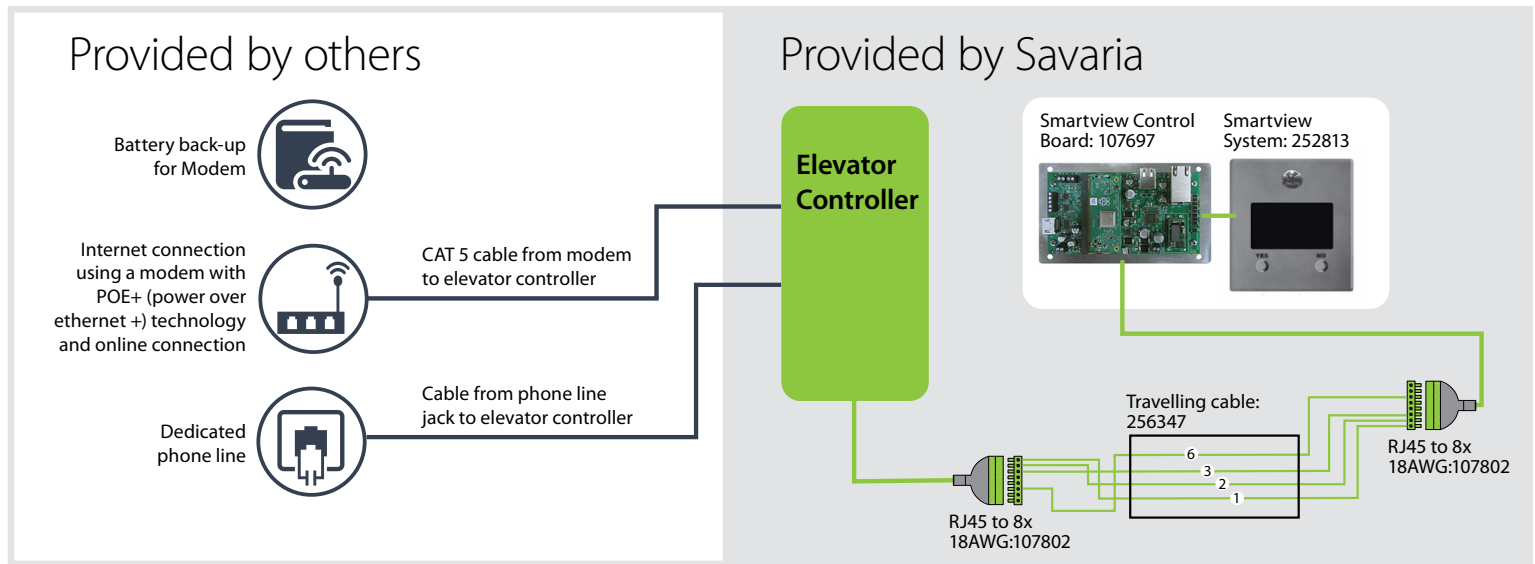 Provided by others
Battery back-up
for Modem
Internet connection
using a modem with
POE+ (power over
ethernet +) technology
and online connection
Dedicated
phone line
CAT 5 cable from modem
to elevator controller
Cable from phone line
jack to elevator controller
Provided by Savaria
Elevator
Controller
Smartview Control
Board: 107697
Smartview
System: 252813
YES
NO
Travelling cable:
256347
6
3
2
1
RJ45 to 8x
18AWG:107802
RJ45 to 8x
18AWG:107802